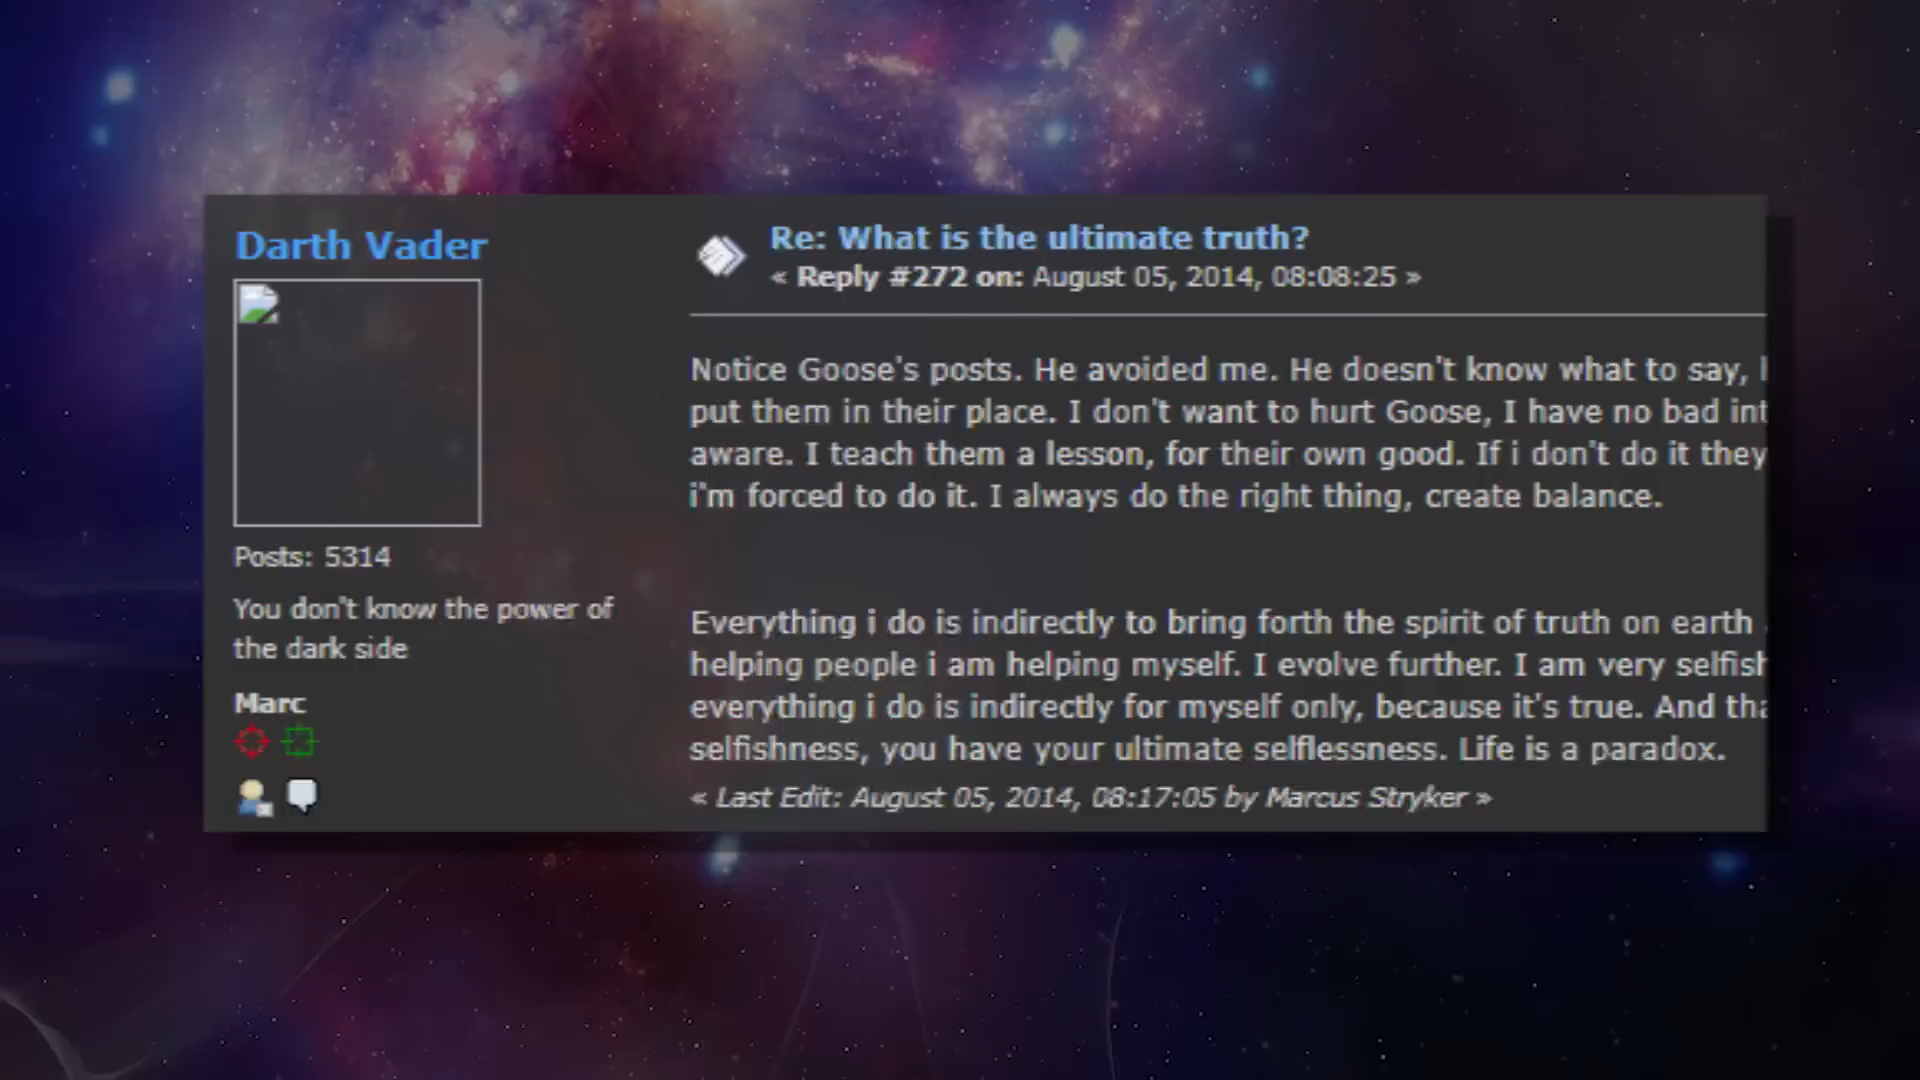 Darth Vader
Posts: 5314
You don't know the power of
the dark side
Marc
Re: What is the ultimate truth?
« Reply #272 on: August 05, 2014, 08:08:25 »
Notice Goose's posts. He avoided me. He doesn't know what to say,
put them in their place. I don't want to hurt Goose, I have no bad
aware. I teach them a lesson, for their own good. If i don't do it they
i'm forced to do it. I always do the right thing, create balance.
Everything i do is indirectly to bring forth the spirit of truth on earth
helping people i am helping myself. I evolve further. I am very
everything i do is indirectly for myself only, because it's true. And
selfishness, you have your ultimate selflessness. Life is a paradox.
« Last Edit: August 05, 2014, 08:17:05 by Marcus Stryker »